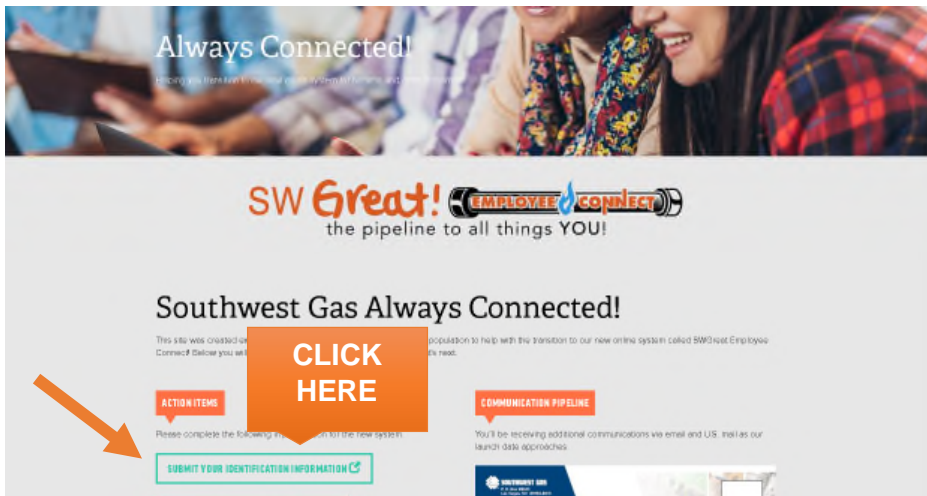 Always Connected!
SW Great! EMPLOYEE CONNECT
the pipeline to all things YOU!
Southwest Gas Always Connected!
This site was created population to help with the transition to our new online system called SWGreat Employee
Connect! Below you will next.
CLICK
HERE
ACTION ITEMS
Please complete the following for the new system.
SUBMIT YOUR IDENTIFICATION INFORMATION
COMMUNICATION PIPELINE
You'll be receiving additional communications via email and U.S. mail as our
launch date approaches.
SOUTHWEST GAS